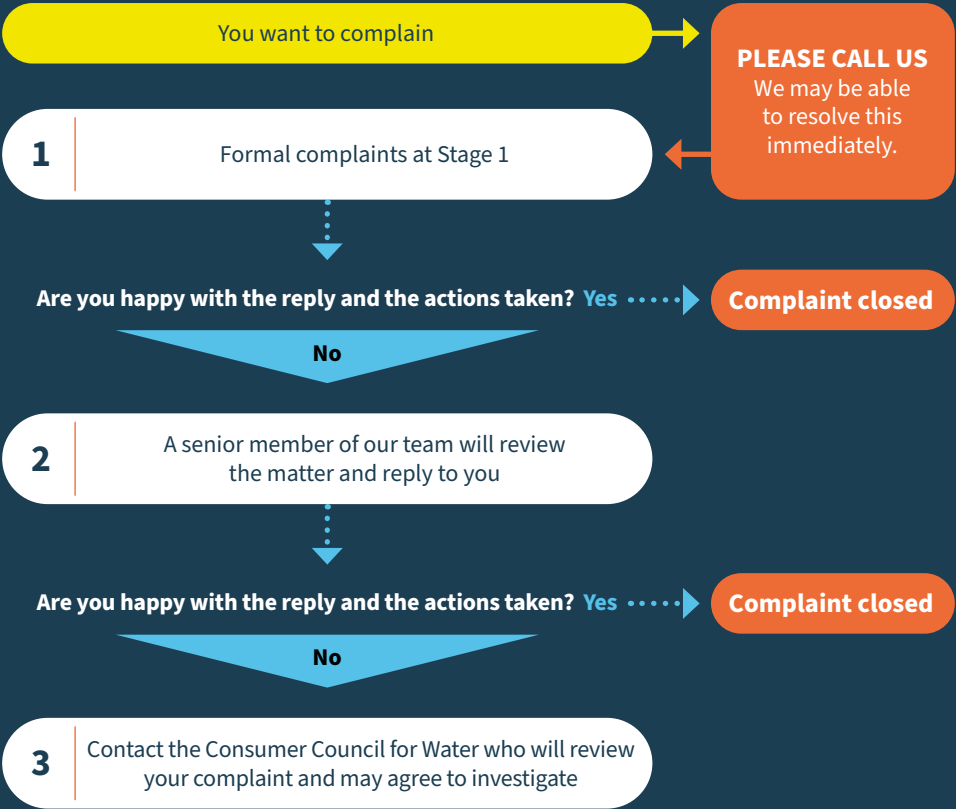 You want to complain
PLEASE CALL US
We may be able
to resolve this
immediately.
1
Formal complaints at Stage 1
Are you happy with the reply and the actions taken? Yes
Complaint closed
No
2
A senior member of our team will review
the matter and reply to you
Are you happy with the reply and the actions taken? Yes
Complaint closed
No
3
Contact the Consumer Council for Water who will review
your complaint and may agree to investigate